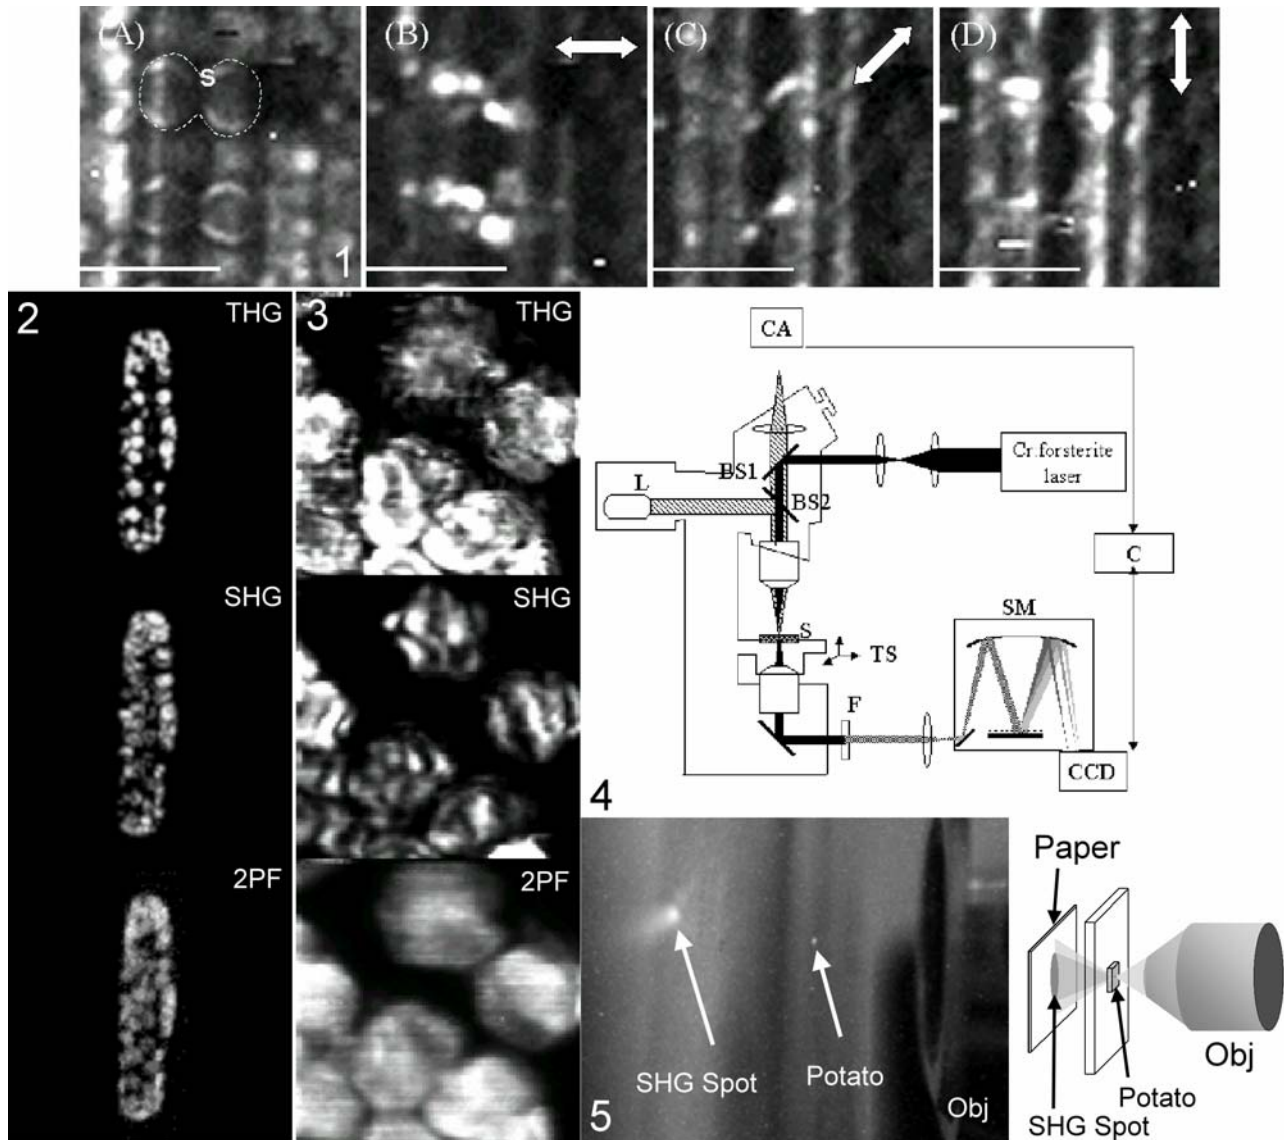 (A)
S
1
(B)
(C)
(D)
2
THG
SHG
2PF
3
THG
SHG
2PF
CA
BS1
Cr:forsterite
laser
L
BS2
C
SM
S
TS
F
CCD
4
SHG Spot
Potato
Obj
5
Paper
Obj
Potato
SHG Spot